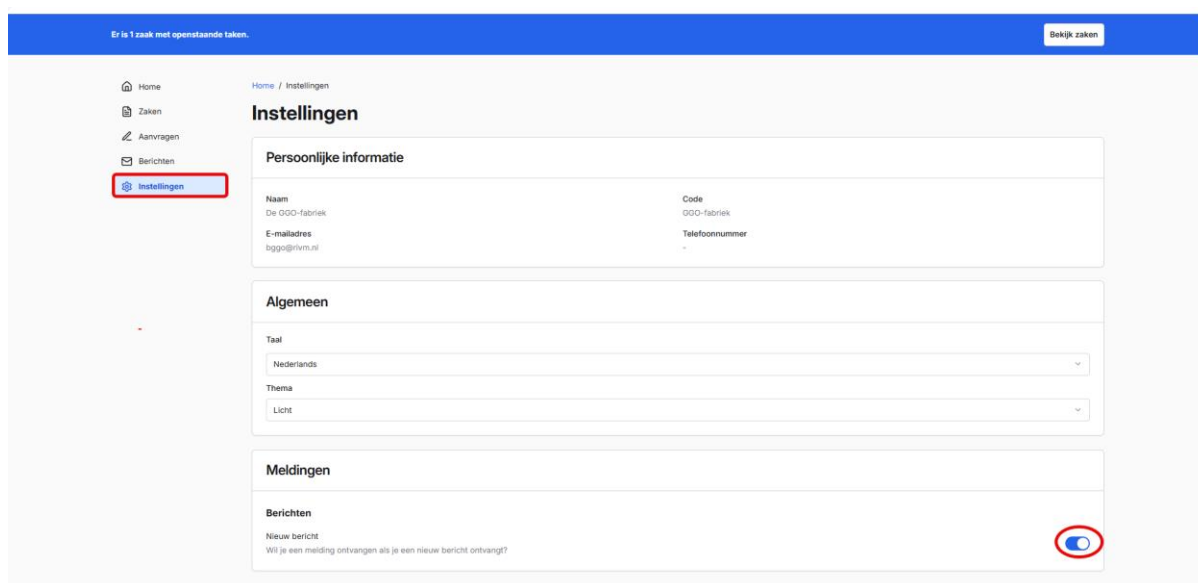 Er is 1 zaak met openstaande taken.
Bekijk zaken
Home
Zaken
Aanvragen
Berichten
Instellingen
Home / Instellingen
Instellingen
Persoonlijke informatie
Naam
De GGO-fabriek
Code
GGO-fabriek
E-mailadres
bggo@rivm.nl
Telefoonnummer
-
Algemeen
Taal
Nederlands
Thema
Licht
Meldingen
Berichten
Nieuw bericht
Wil je een melding ontvangen als je een nieuw bericht ontvangt?